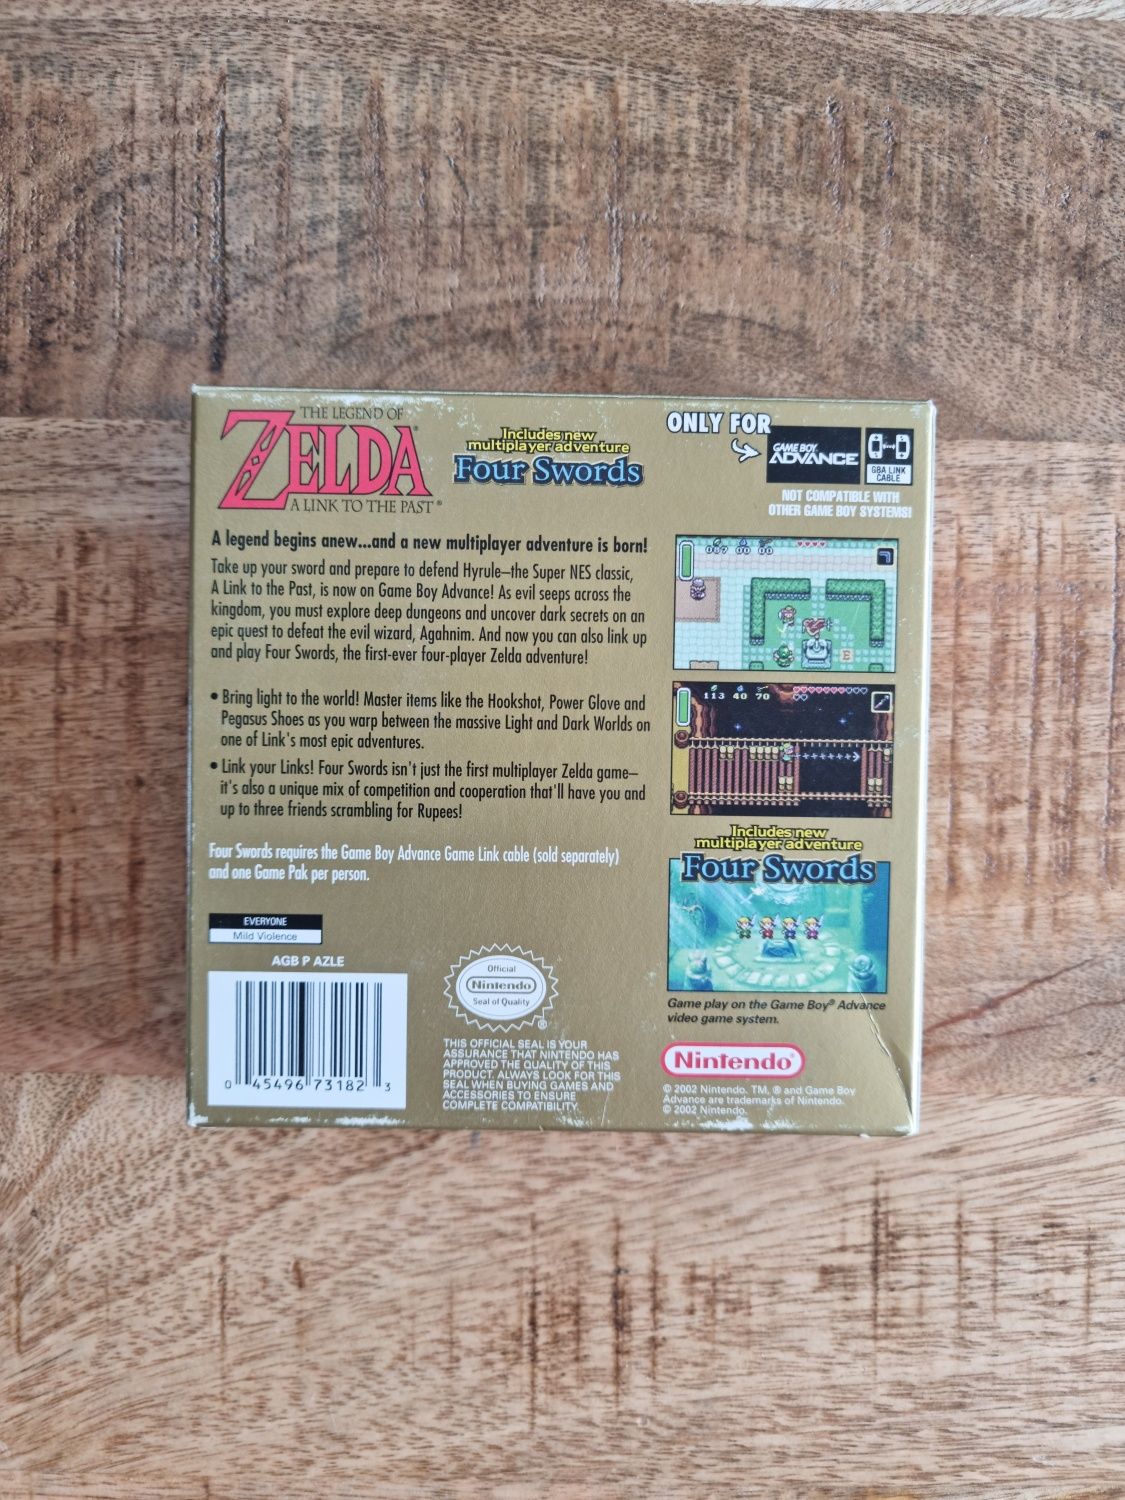 THE LEGEND OF
ZELDA
A LINK TO THE PAST®
Includes new
multiplayer adventure
Four Swords
ONLY FOR
GAME BOY
ADVANCE
GBA LINK
CABLE
NOT COMPATIBLE WITH
OTHER GAME BOY SYSTEMS!
A legend begins anew...and a new multiplayer adventure is born!
Take up your sword and prepare to defend Hyrule—the Super NES classic,
A Link to the Past, is now on Game Boy Advance! As evil seeps across the
kingdom, you must explore deep dungeons and uncover dark secrets on an
epic quest to defeat the evil wizard, Agahnim. And now you can also link up
and play Four Swords, the first-ever four-player Zelda adventure!
• Bring light to the world! Master items like the Hookshot, Power Glove and
Pegasus Shoes as you warp between the massive Light and Dark Worlds on
one of Link's most epic adventures.
• Link your Links! Four Swords isn't just the first multiplayer Zelda game—
it's also a unique mix of competition and cooperation that'll have you and
up to three friends scrambling for Rupees!
Four Swords requires the Game Boy Advance Game Link cable (sold separately)
and one Game Pak per person.
EVERYONE
Mild Violence
AGB P AZLE
0 45496 73182 3
Official
Nintendo
Seal of Quality
®
THIS OFFICIAL SEAL IS YOUR
ASSURANCE THAT NINTENDO HAS
APPROVED THE QUALITY OF THIS
PRODUCT. ALWAYS LOOK FOR THIS
SEAL WHEN BUYING GAMES AND
ACCESSORIES TO ENSURE
COMPLETE COMPATIBILITY.
087 00 00
113 40 70
Includes new
multiplayer adventure
Four Swords
Game play on the Game Boy® Advance
video game system.
Nintendo®
© 2002 Nintendo. TM, ® and Game Boy
Advance are trademarks of Nintendo.
© 2002 Nintendo.